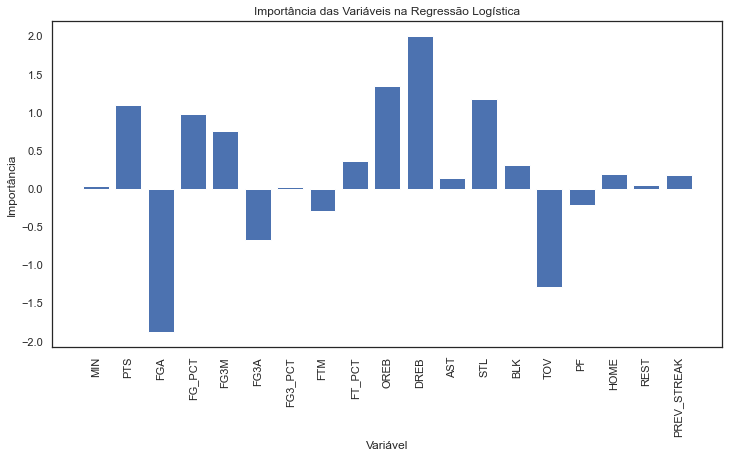 Importância das Variáveis na Regressão Logística
Importância
2.0
1.5
1.0
0.5
0.0
−0.5
−1.0
−1.5
−2.0
MIN
PTS
FGA
FG_PCT
FG3M
FG3A
FG3_PCT
FTM
FT_PCT
OREB
DREB
AST
STL
BLK
TOV
PF
HOME
REST
PREV_STREAK
Variável